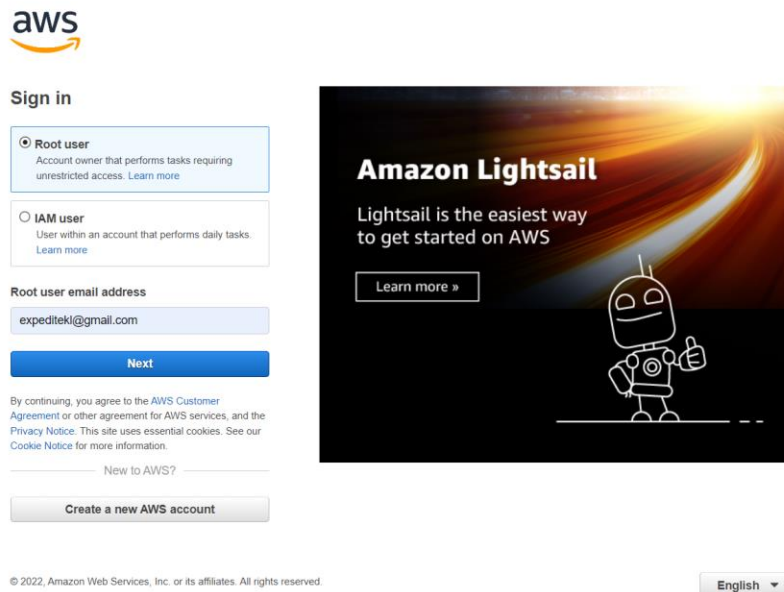 aws
Sign in
Root user
Account owner that performs tasks requiring
unrestricted access. Learn more
IAM user
User within an account that performs daily tasks.
Learn more
Root user email address
expeditekl@gmail.com
Next
By continuing, you agree to the AWS Customer
Agreement or other agreement for AWS services, and the
Privacy Notice. This site uses essential cookies. See our
Cookie Notice for more information.
New to AWS?
Create a new AWS account
Amazon Lightsail
Lightsail is the easiest way
to get started on AWS
Learn more »
© 2022, Amazon Web Services, Inc. or its affiliates. All rights reserved.
English